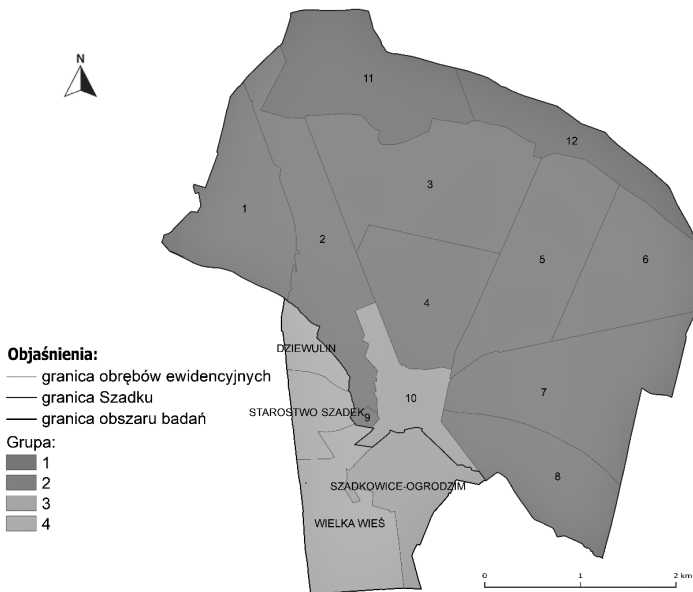 N
11
12
3
1
2
5
6
4
DZIEWULIN
7
10
STAROSTWO SZADEK
9
8
SZADKOWICE-OGRODZIM
WIELKA WIEŚ
Objaśnienia:
granica obrębów ewidencyjnych
granica Szadku
granica obszaru badań
Grupa:
1
2
3
4
0 1 2 km